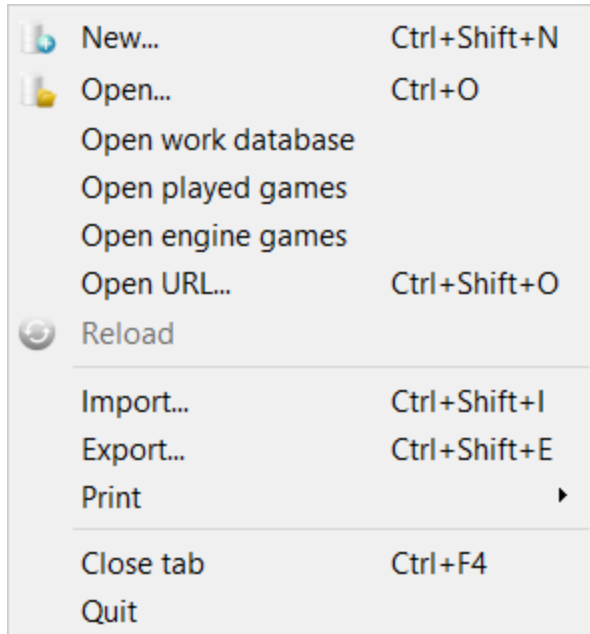 New... Ctrl+Shift+N
Open... Ctrl+O
Open work database
Open played games
Open engine games
Open URL... Ctrl+Shift+O
Reload
Import... Ctrl+Shift+I
Export... Ctrl+Shift+E
Print
Close tab Ctrl+F4
Quit